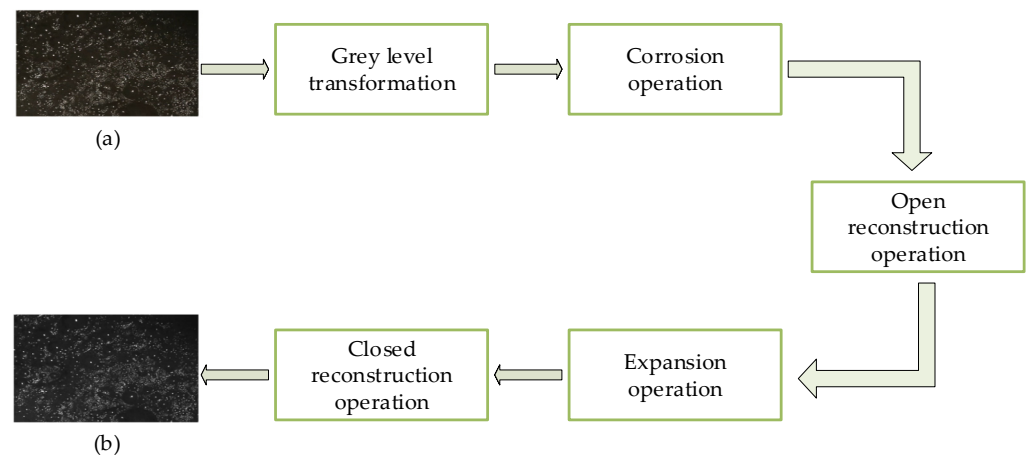 Grey level
transformation
Corrosion
operation
(a)
Open
reconstruction
operation
Closed
reconstruction
operation
Expansion
operation
(b)